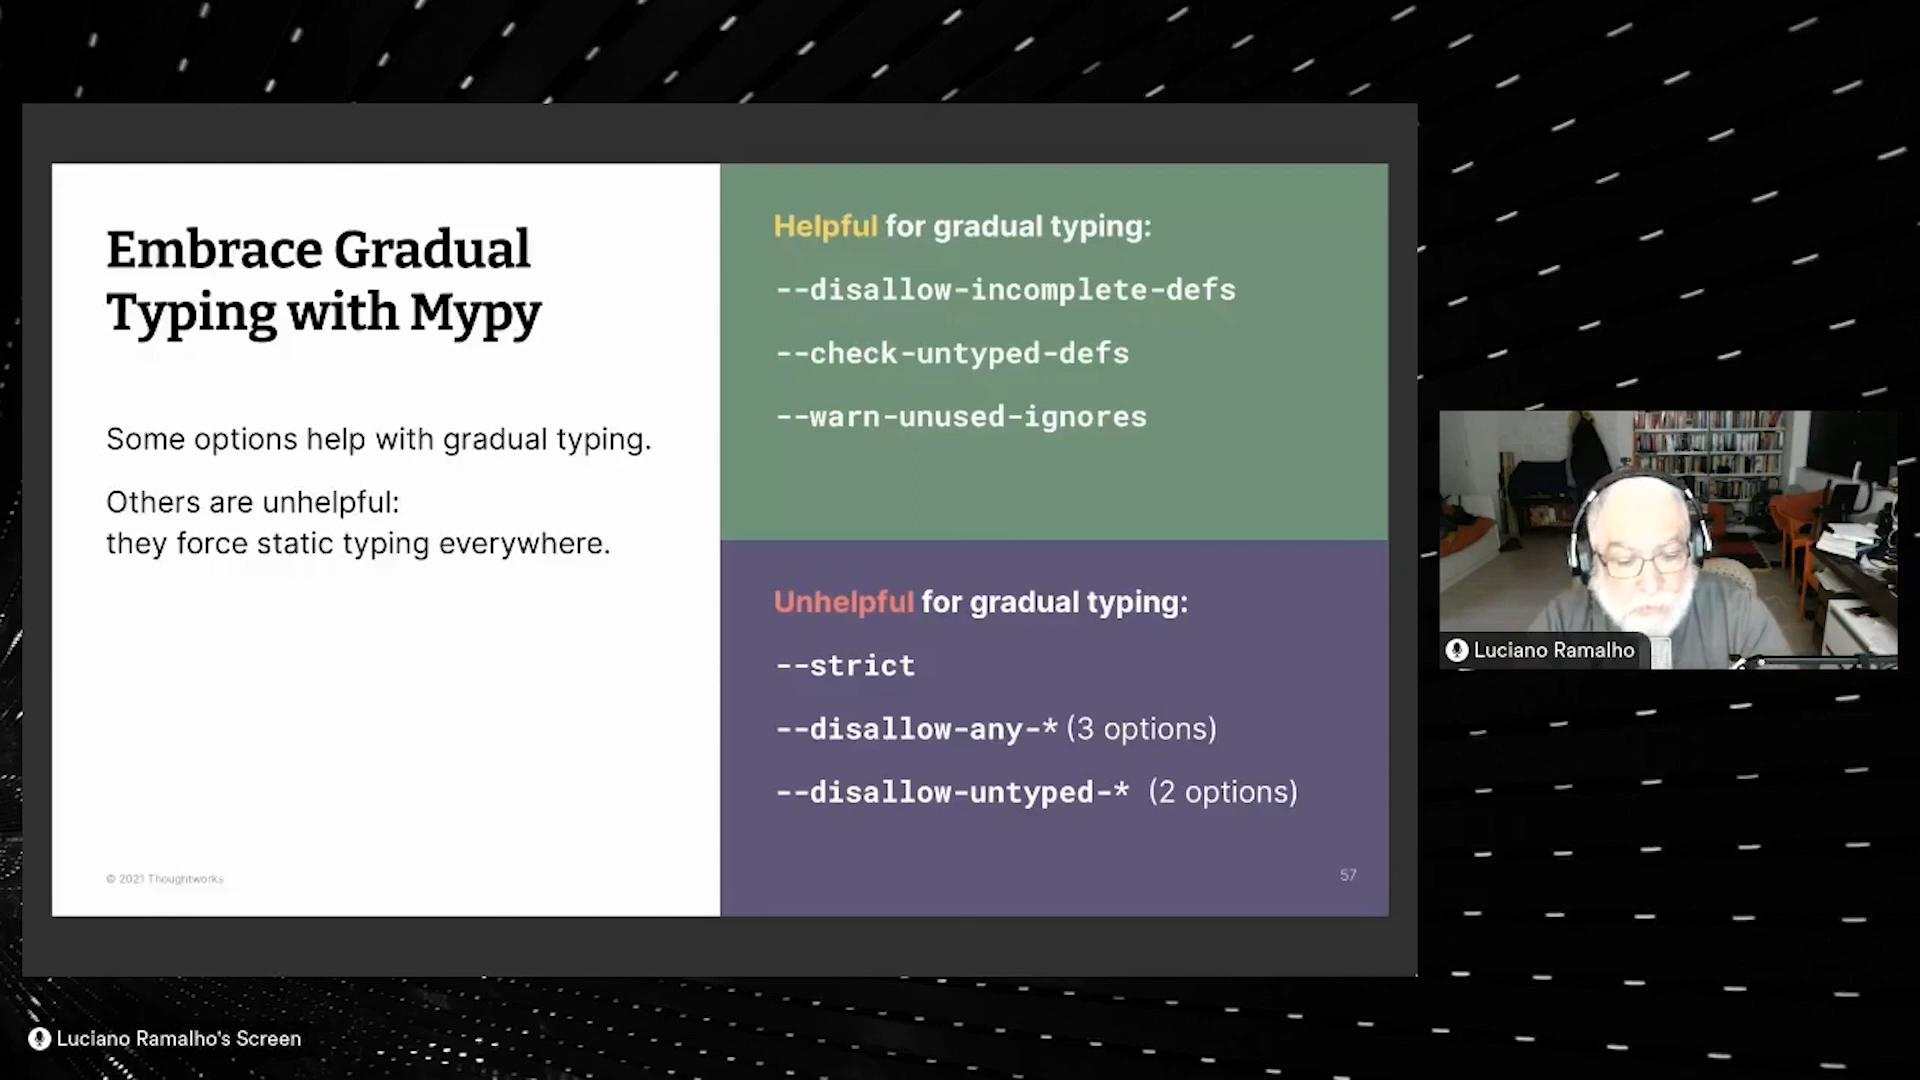 Embrace Gradual
Typing with Mypy
Some options help with gradual typing.
Others are unhelpful:
they force static typing everywhere.
© 2021 Thoughtworks
Helpful for gradual typing:
--disallow-incomplete-defs
--check-untyped-defs
--warn-unused-ignores
Unhelpful for gradual typing:
--strict
--disallow-any-* (3 options)
--disallow-untyped-* (2 options)
57
Luciano Ramalho
Luciano Ramalho's Screen